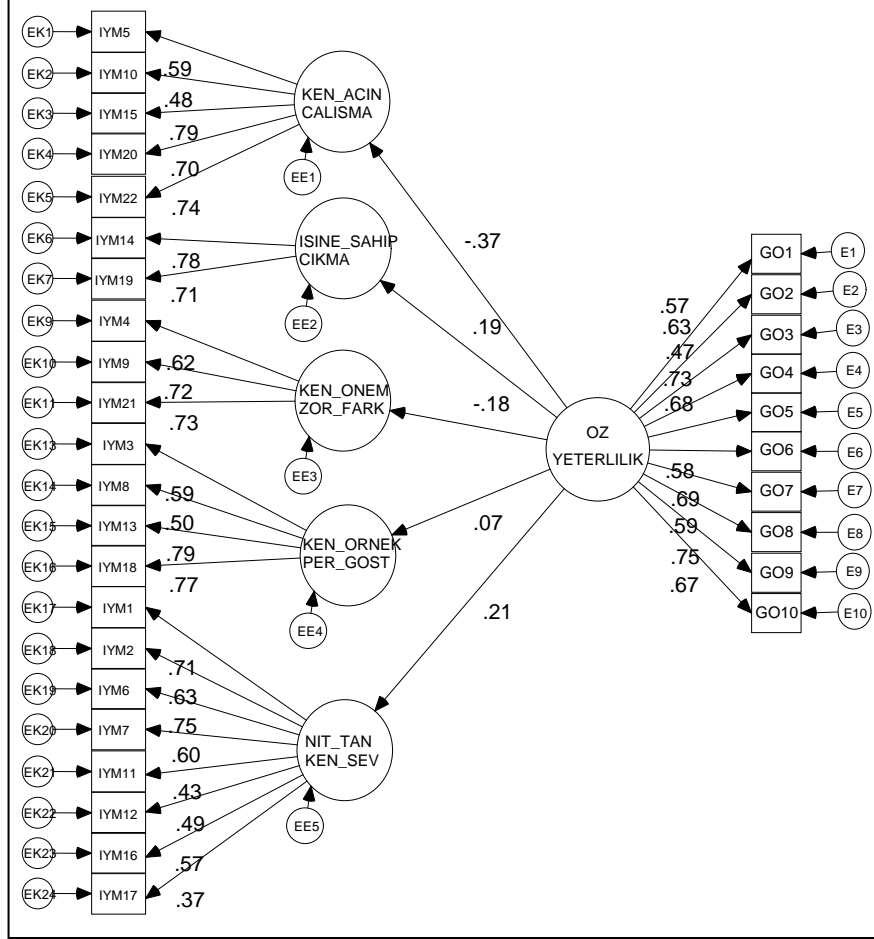 EK1
IYM5
EK2
IYM10
.59
EK3
IYM15
.48
EK4
IYM20
.79
EK5
IYM22
.70
.74
KEN_ACIN
CALISMA
EE1
EK6
IYM14
EK7
IYM19
.78
.71
ISINE_SAHIP
CIKMA
EE2
EK9
IYM4
EK10
IYM9
.62
EK11
IYM21
.72
.73
KEN_ONEM
ZOR_FARK
EE3
EK13
IYM3
EK14
IYM8
.59
EK15
IYM13
.50
EK16
IYM18
.79
.77
KEN_ORNEK
PER_GOST
EE4
EK17
IYM1
EK18
IYM2
.71
EK19
IYM6
.63
EK20
IYM7
.75
EK21
IYM11
.60
EK22
IYM12
.43
EK23
IYM16
.49
EK24
IYM17
.57
.37
NIT_TAN
KEN_SEV
EE5
-.37
.19
-.18
.07
.21
OZ
YETERLILIK
.57
.63
.47
.73
.68
.58
.69
.59
.75
.67
GO1
E1
GO2
E2
GO3
E3
GO4
E4
GO5
E5
GO6
E6
GO7
E7
GO8
E8
GO9
E9
GO10
E10